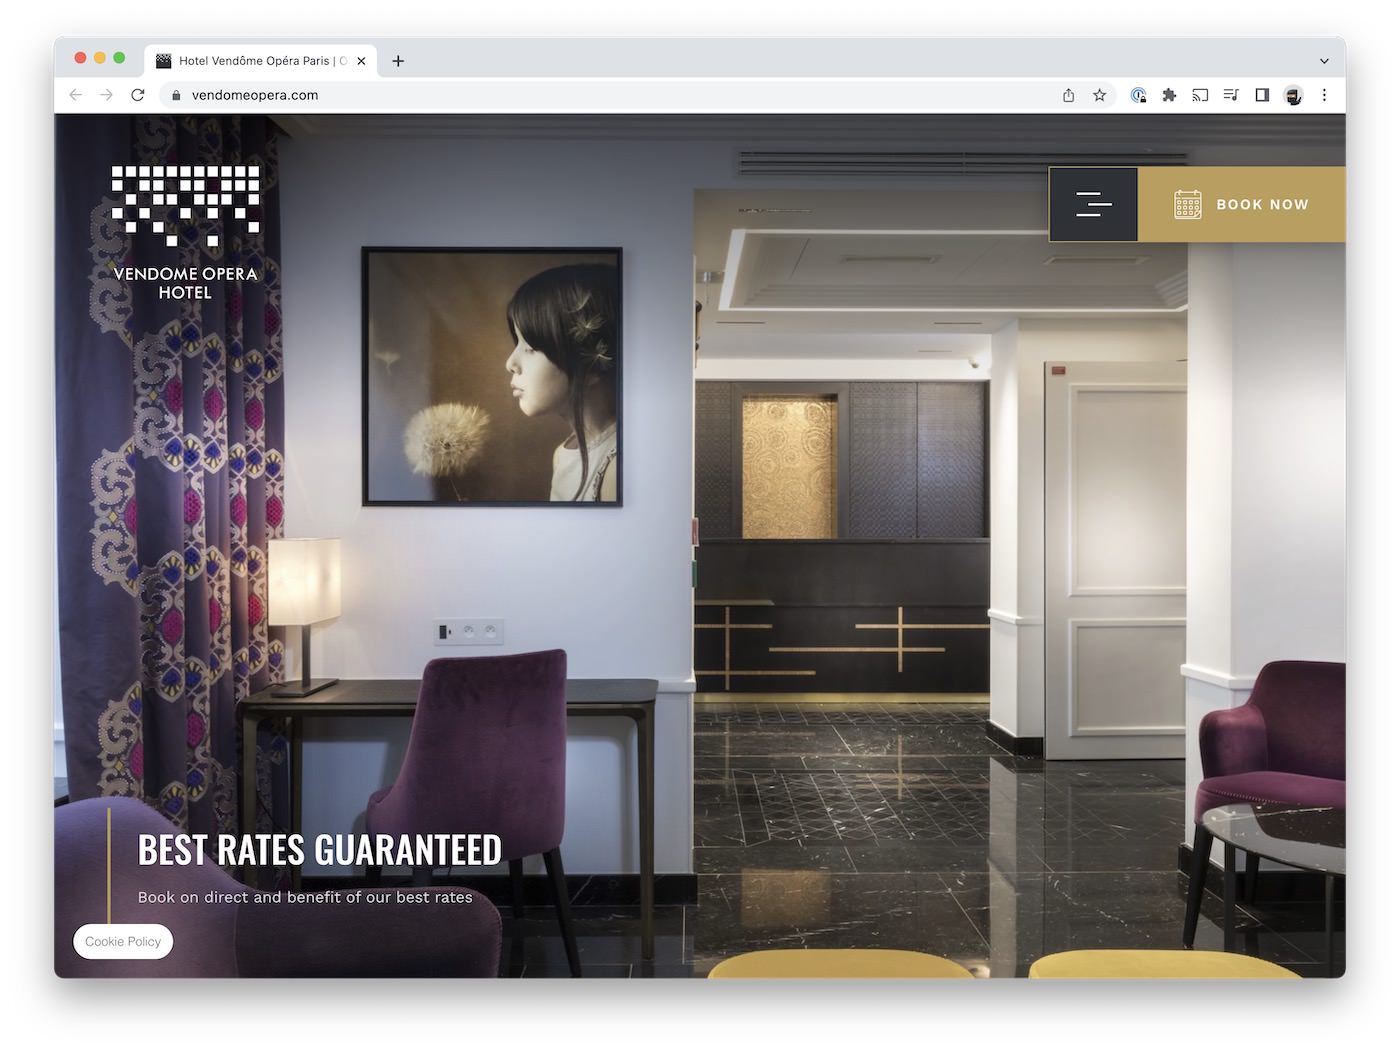 Hotel Vendôme Opéra Paris | O
vendomeopera.com
VENDOME OPERA
HOTEL
BOOK NOW
BEST RATES GUARANTEED
Book on direct and benefit of our best rates
Cookie Policy